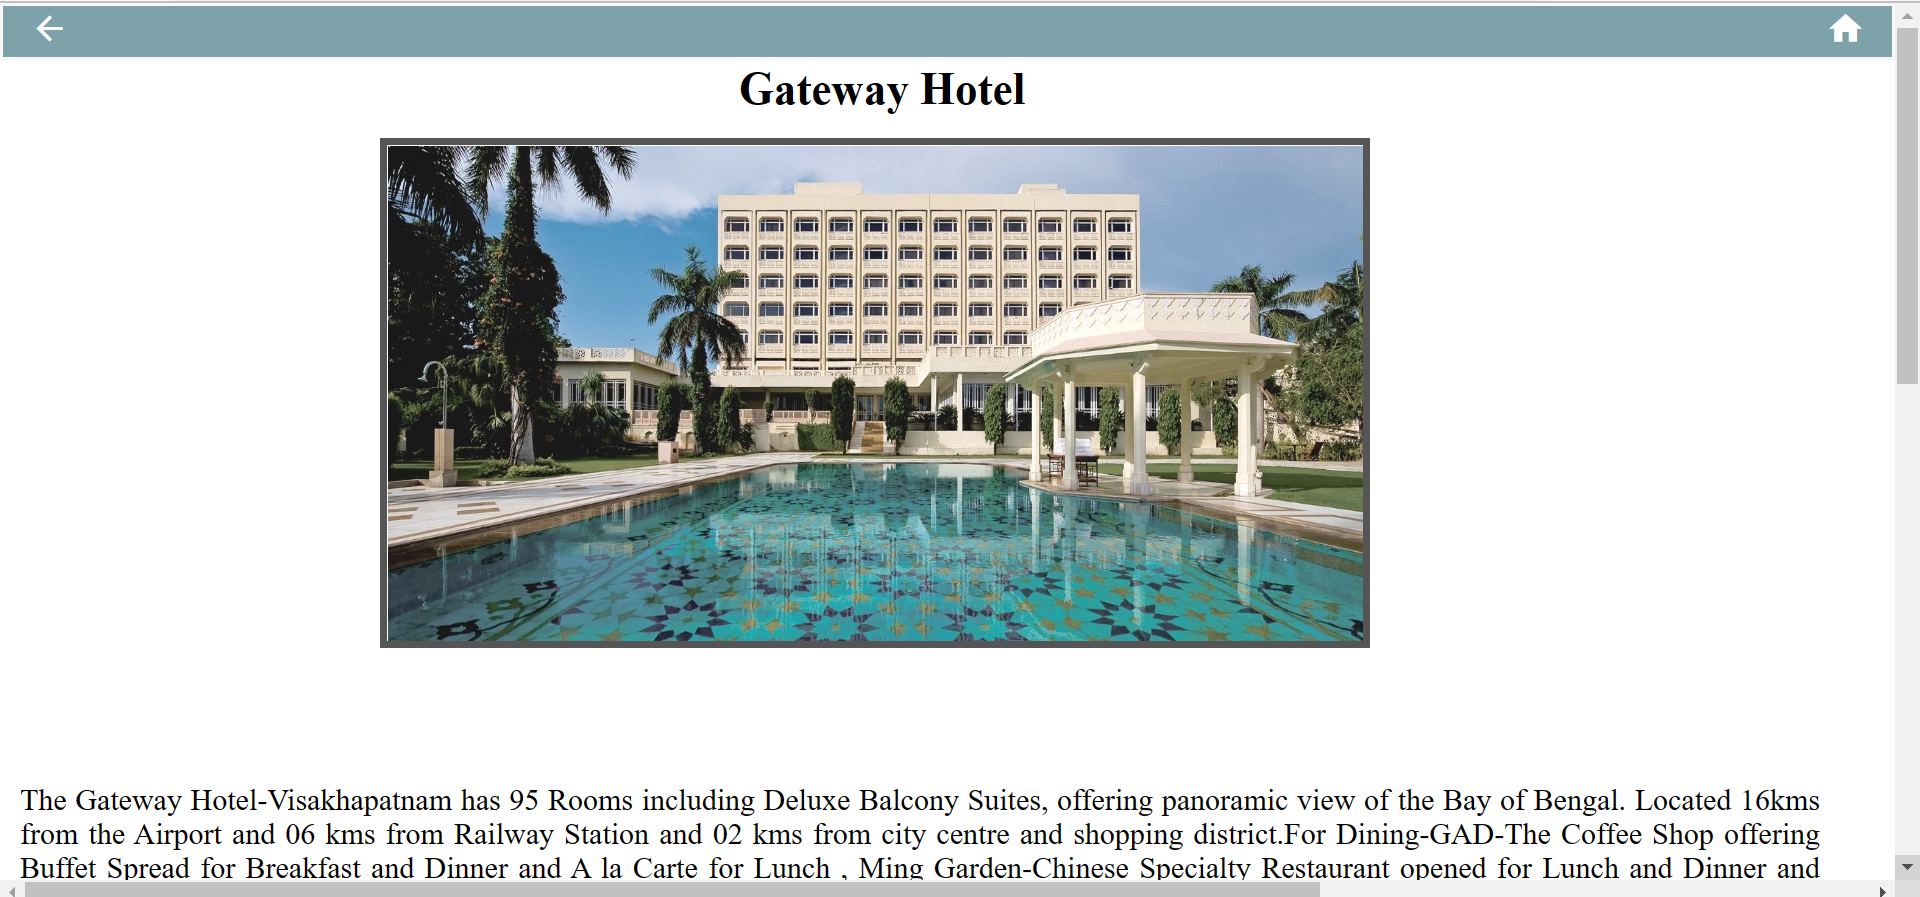 Gateway Hotel
The Gateway Hotel-Visakhapatnam has 95 Rooms including Deluxe Balcony Suites, offering panoramic view of the Bay of Bengal. Located 16kms
from the Airport and 06 kms from Railway Station and 02 kms from city centre and shopping district.For Dining-GAD-The Coffee Shop offering
Buffet Spread for Breakfast and Dinner and A la Carte for Lunch , Ming Garden-Chinese Specialty Restaurant opened for Lunch and Dinner and